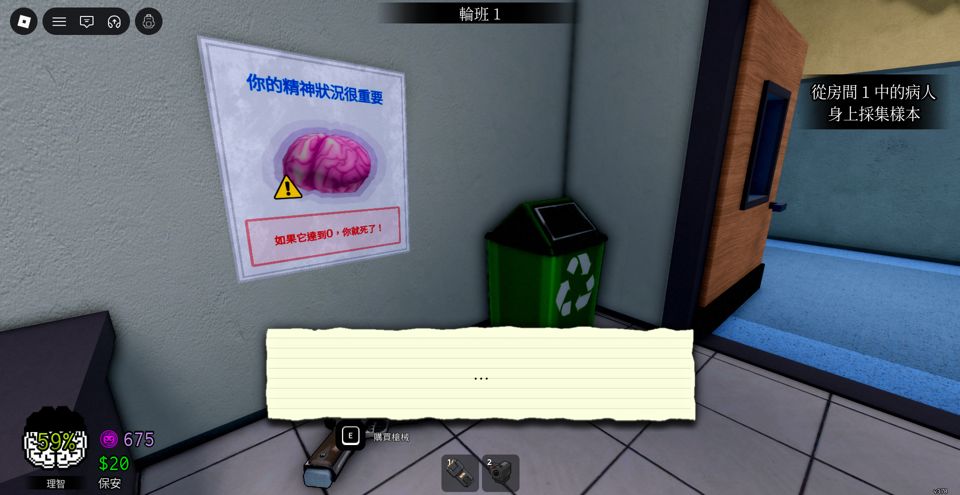 輪班 1
你的精神狀況很重要
如果它達到0，你就死了！
從房間 1 中的病人
身上採集樣本
...
E
購買槍械
59%
675
$20
理智
保安
1
2
v378